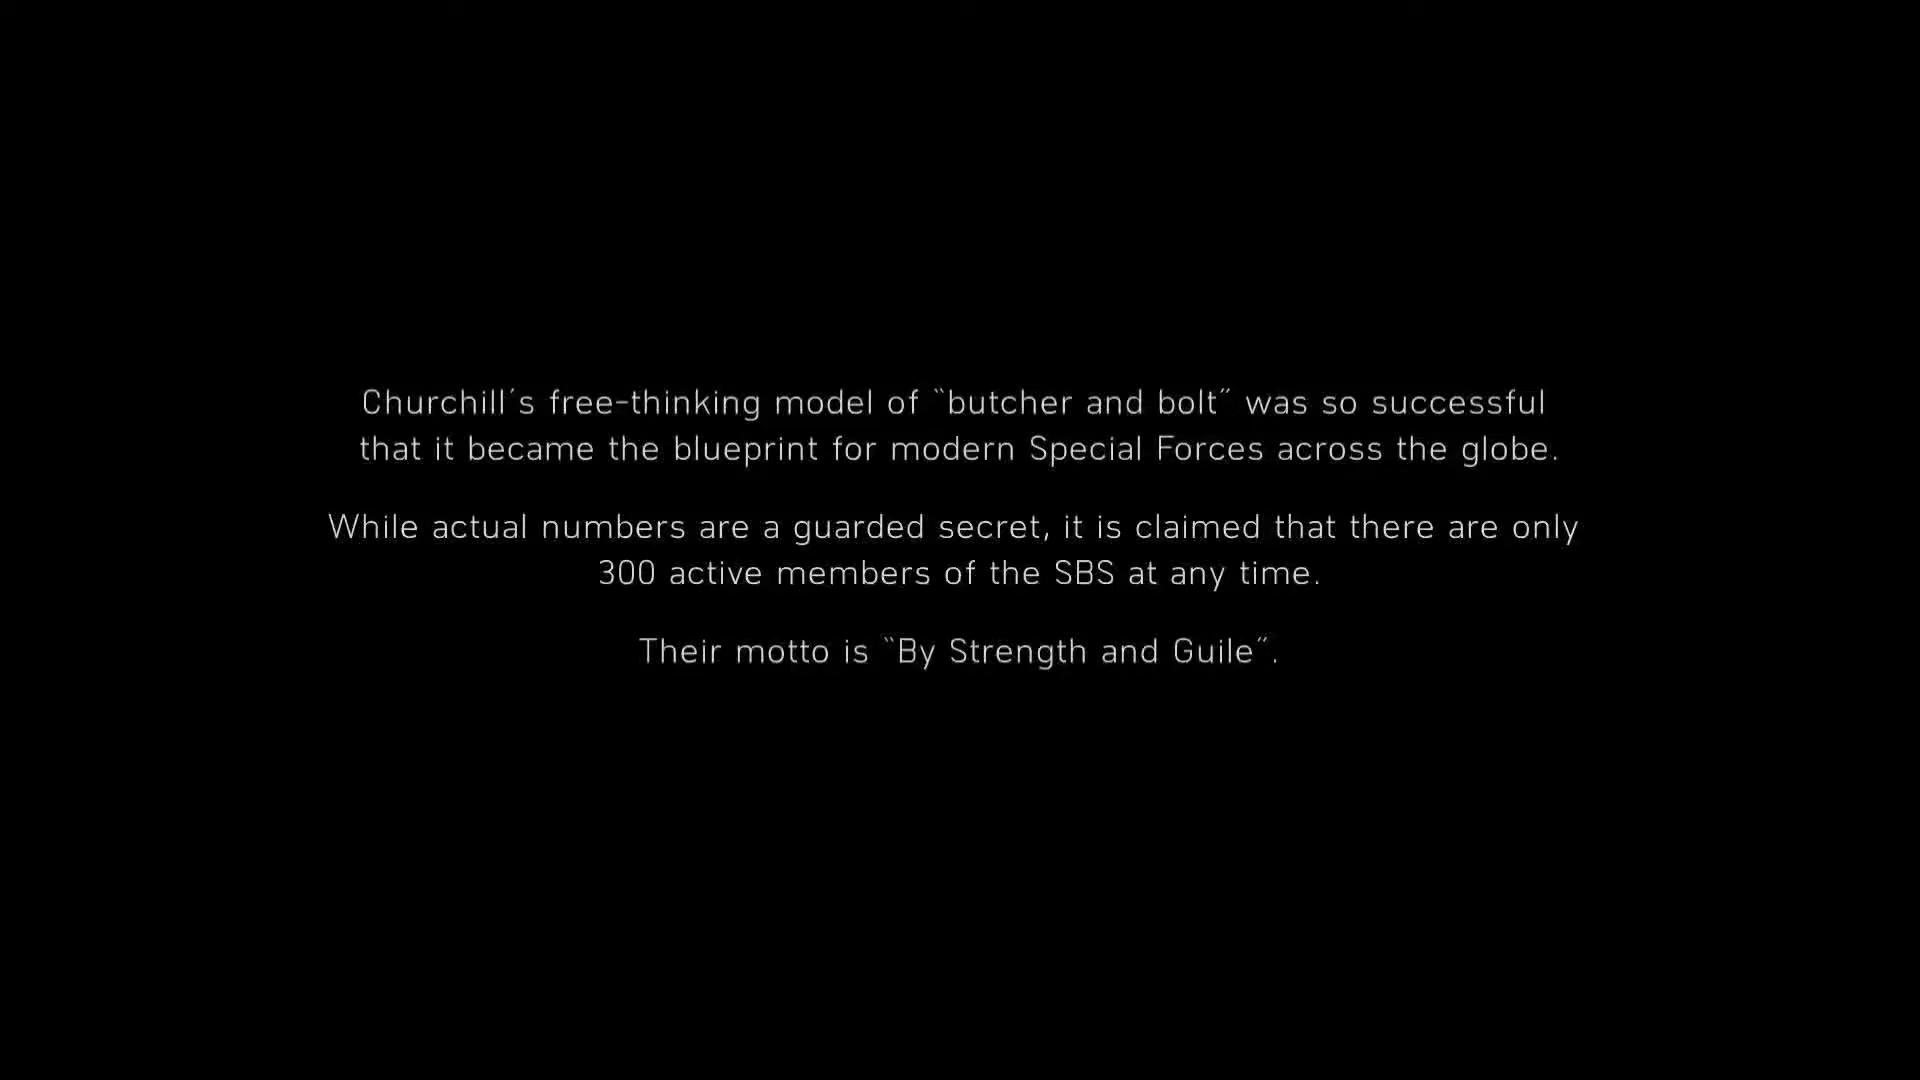 Churchill's free-thinking model of "butcher and bolt" was so successful
that it became the blueprint for modern Special Forces across the globe.
While actual numbers are a guarded secret, it is claimed that there are only
300 active members of the SBS at any time.
Their motto is "By Strength and Guile".